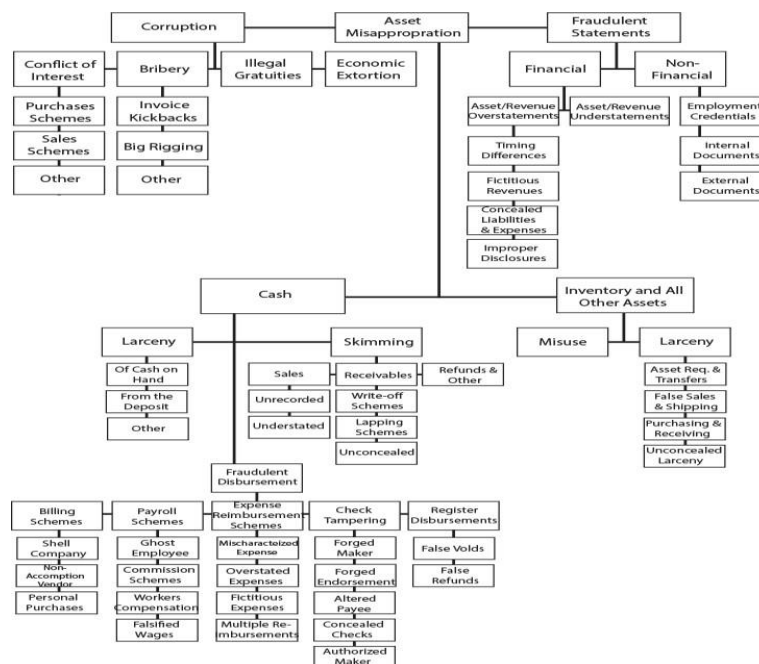 Corruption
Asset
Misappropration
Fraudulent
Statements
Conflict of
Interest
Bribery
Illegal
Gratuities
Economic
Extortion
Financial
Non-
Financial
Purchases
Schemes
Invoice
Kickbacks
Asset/Revenue
Overstatements
Asset/Revenue
Understatements
Employment
Credentials
Sales
Schemes
Big Rigging
Timing
Differences
Internal
Documents
Other
Other
Fictitious
Revenues
External
Documents
Concealed
Liabilities
& Expenses
Improper
Disclosures
Cash
Inventory and All
Other Assets
Larceny
Skimming
Misuse
Larceny
Of Cash on
Hand
Sales
Receivables
Refunds &
Other
Asset Req. &
Transfers
From the
Deposit
Unrecorded
Write-off
Schemes
False Sales
& Shipping
Other
Understated
Lapping
Schemes
Purchasing &
Receiving
Unconcealed
Unconcealed
Larceny
Fraudulent
Disbursement
Billing
Schemes
Payroll
Schemes
Expense
Reimbursement
Schemes
Check
Tampering
Register
Disbursements
Shell
Company
Ghost
Employee
Mischaracteized
Expense
Forged
Maker
False Volds
Non-
Accomption
Vendor
Commission
Schemes
Overstated
Expenses
Forged
Endorsement
False
Refunds
Personal
Purchases
Workers
Compensation
Fictitious
Expenses
Altered
Payee
Falsified
Wages
Multiple Re-
imbursements
Concealed
Checks
Authorized
Maker